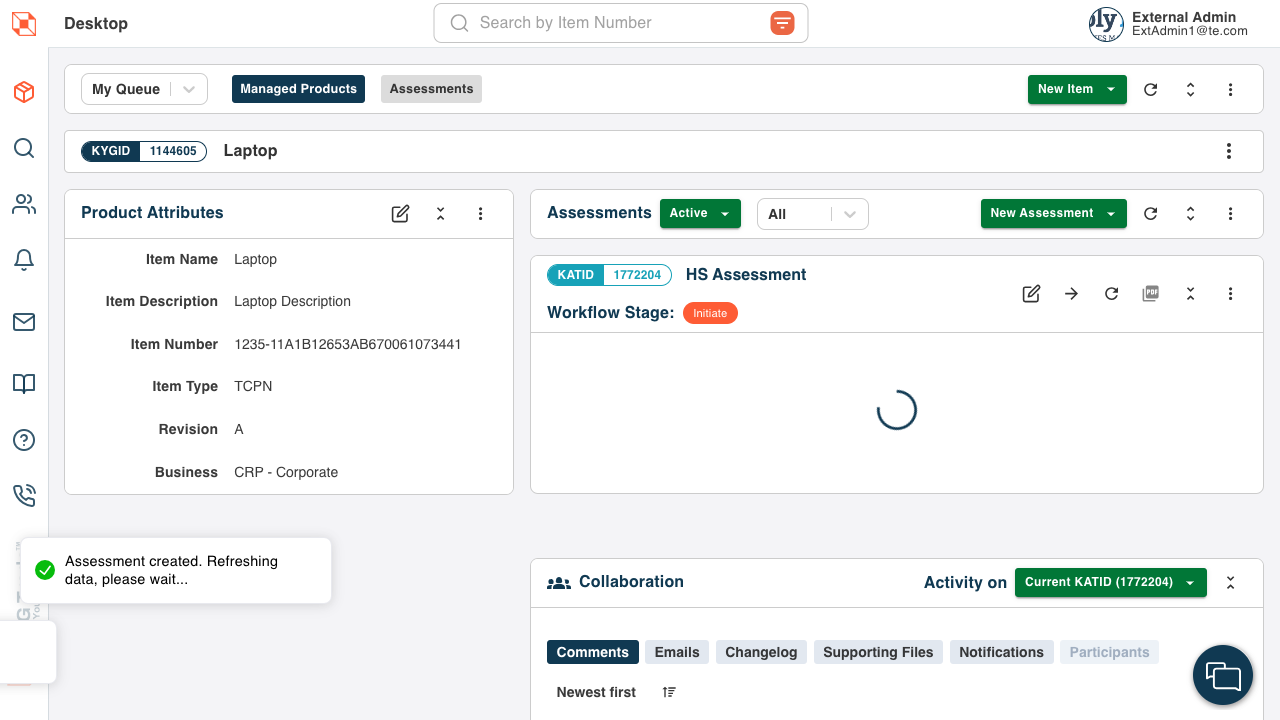 Desktop
Search by Item Number
External Admin
ExtAdmin1@te.com
My Queue
Managed Products
Assessments
New Item
KYGID 1144605 Laptop
Product Attributes
Item Name Laptop
Item Description Laptop Description
Item Number 1235-11A1B12653AB670061073441
Item Type TCPN
Revision A
Business CRP - Corporate
Assessments Active All New Assessment
KATID 1772204 HS Assessment
PDF
Workflow Stage: Initiate
Assessment created. Refreshing
data, please wait...
Collaboration Activity on Current KATID (1772204)
Comments Emails Changelog Supporting Files Notifications Participants
Newest first